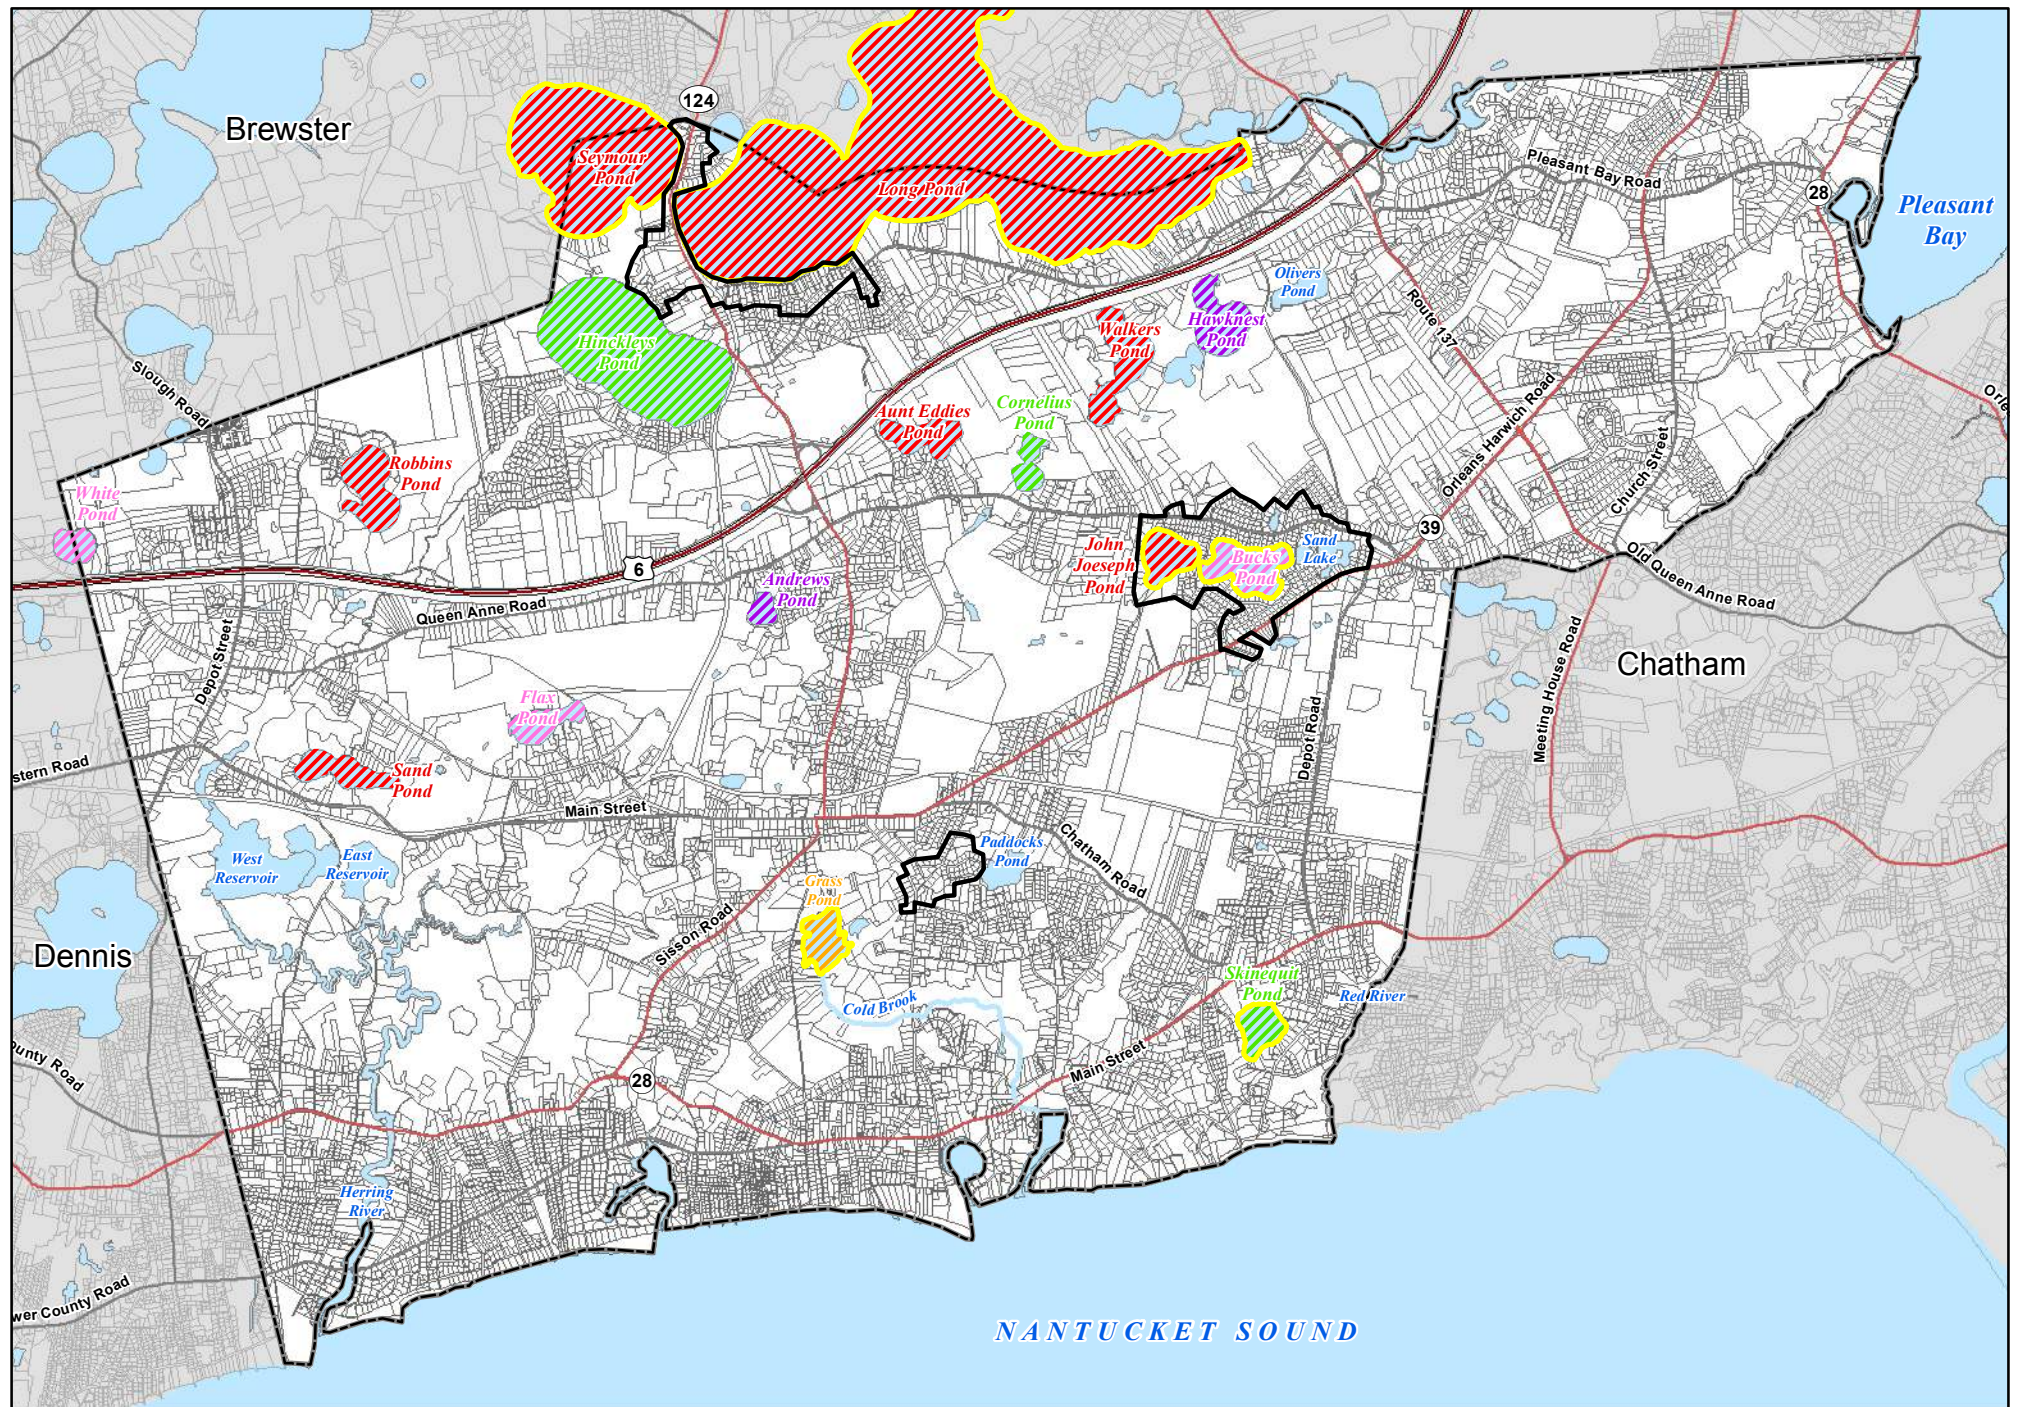 Brewster
124
Seymour
Pond
Long Pond
Pleasant Bay Road
28
Pleasant
Bay
Olivers
Pond
Hawknest
Pond
Walkers
Pond
Route 137
Hinckleys
Pond
Slough Road
Aunt Eddies
Pond
Cornelius
Pond
Orleans Harwich Road
Church Street
Orle
Robbins
Pond
White
Pond
39
John
Joeseph
Pond
Bucks
Pond
Sand
Lake
Old Queen Anne Road
6
Andrews
Pond
Queen Anne Road
Depot Street
Meeting House Road
Chatham
Flax
Pond
Depot Road
Sand
Pond
stern Road
Main Street
West
Reservoir
East
Reservoir
Paddocks
Pond
Chatham Road
Grass
Pond
Sisson Road
Dennis
Cold Brook
Skinequit
Pond
Red River
ounty Road
28
Main Street
Herring
River
wer County Road
NANTUCKET SOUND